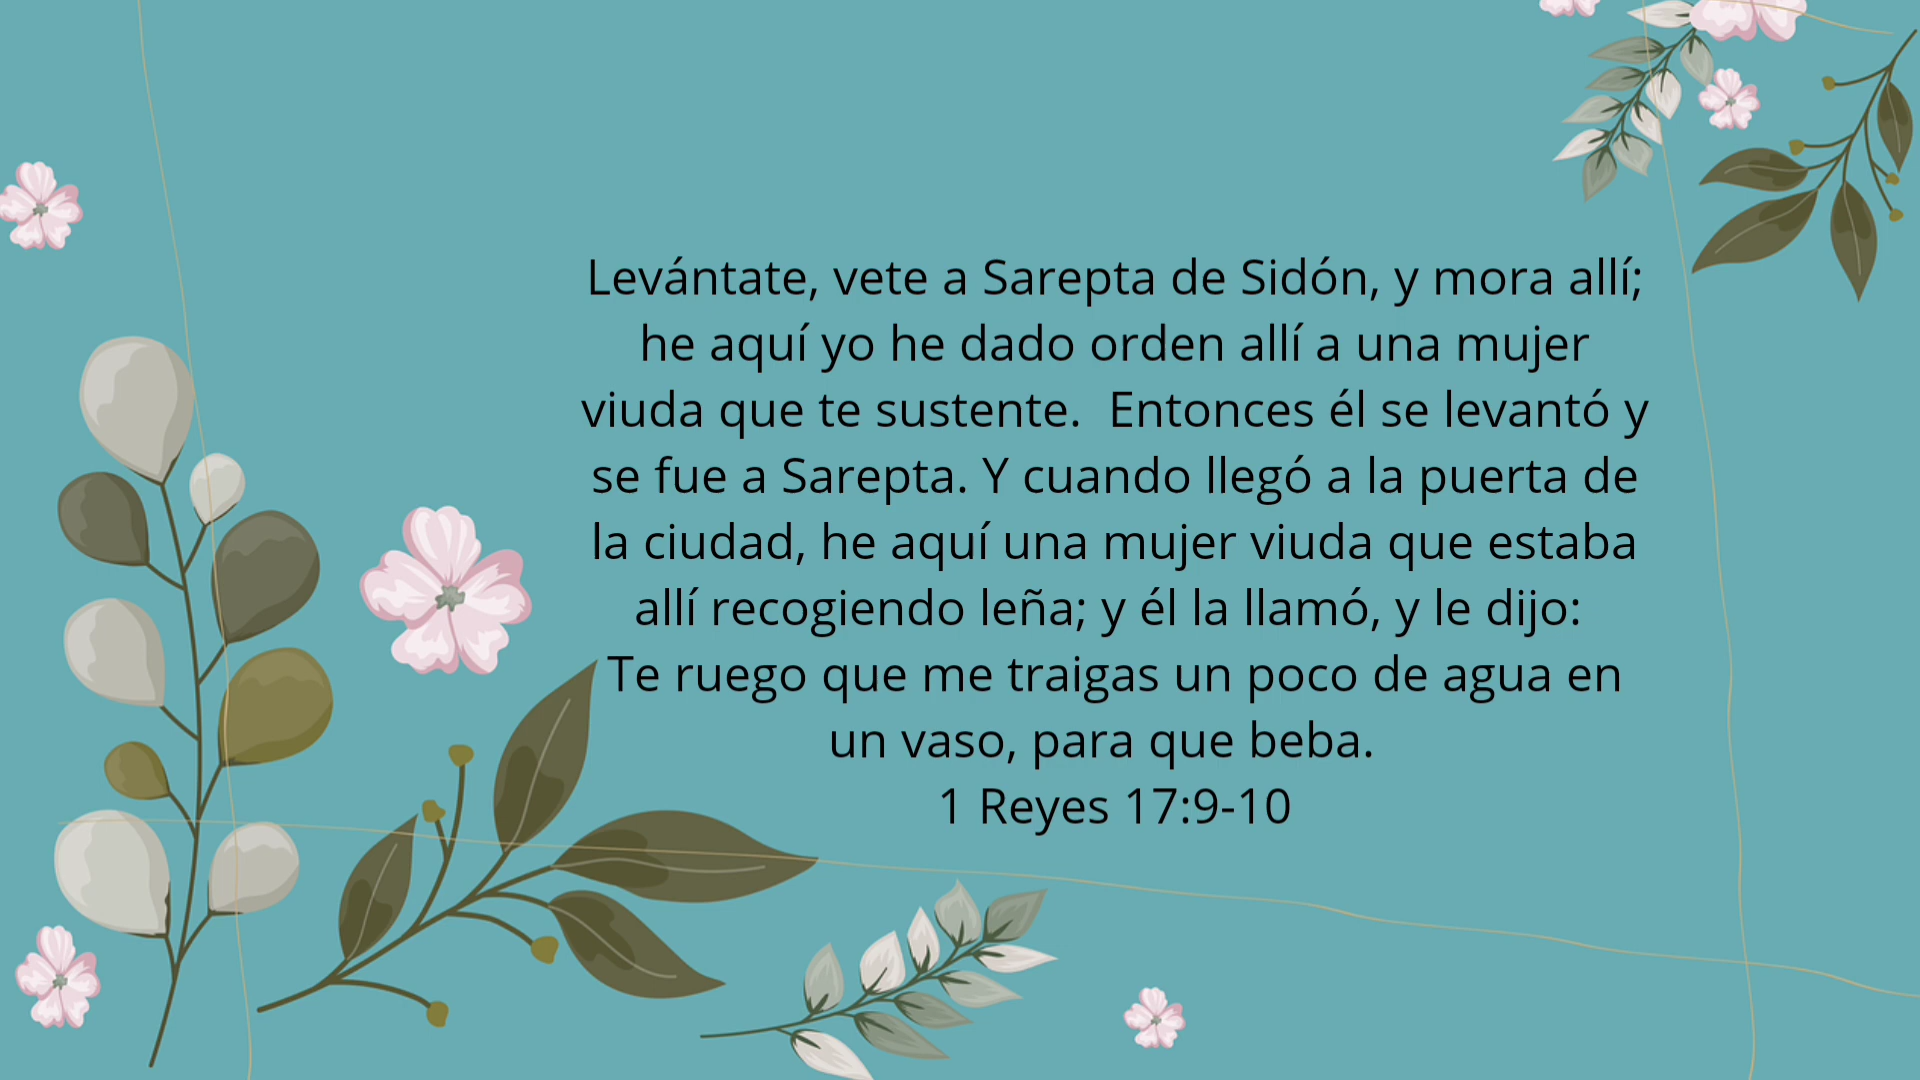 Levántate, vete a Sarepta de Sidón, y mora allí;
he aquí yo he dado orden allí a una mujer
viuda que te sustente.  Entonces él se levantó y
se fue a Sarepta. Y cuando llegó a la puerta de
la ciudad, he aquí una mujer viuda que estaba
allí recogiendo leña; y él la llamó, y le dijo:
Te ruego que me traigas un poco de agua en
un vaso, para que beba.
1 Reyes 17:9-10